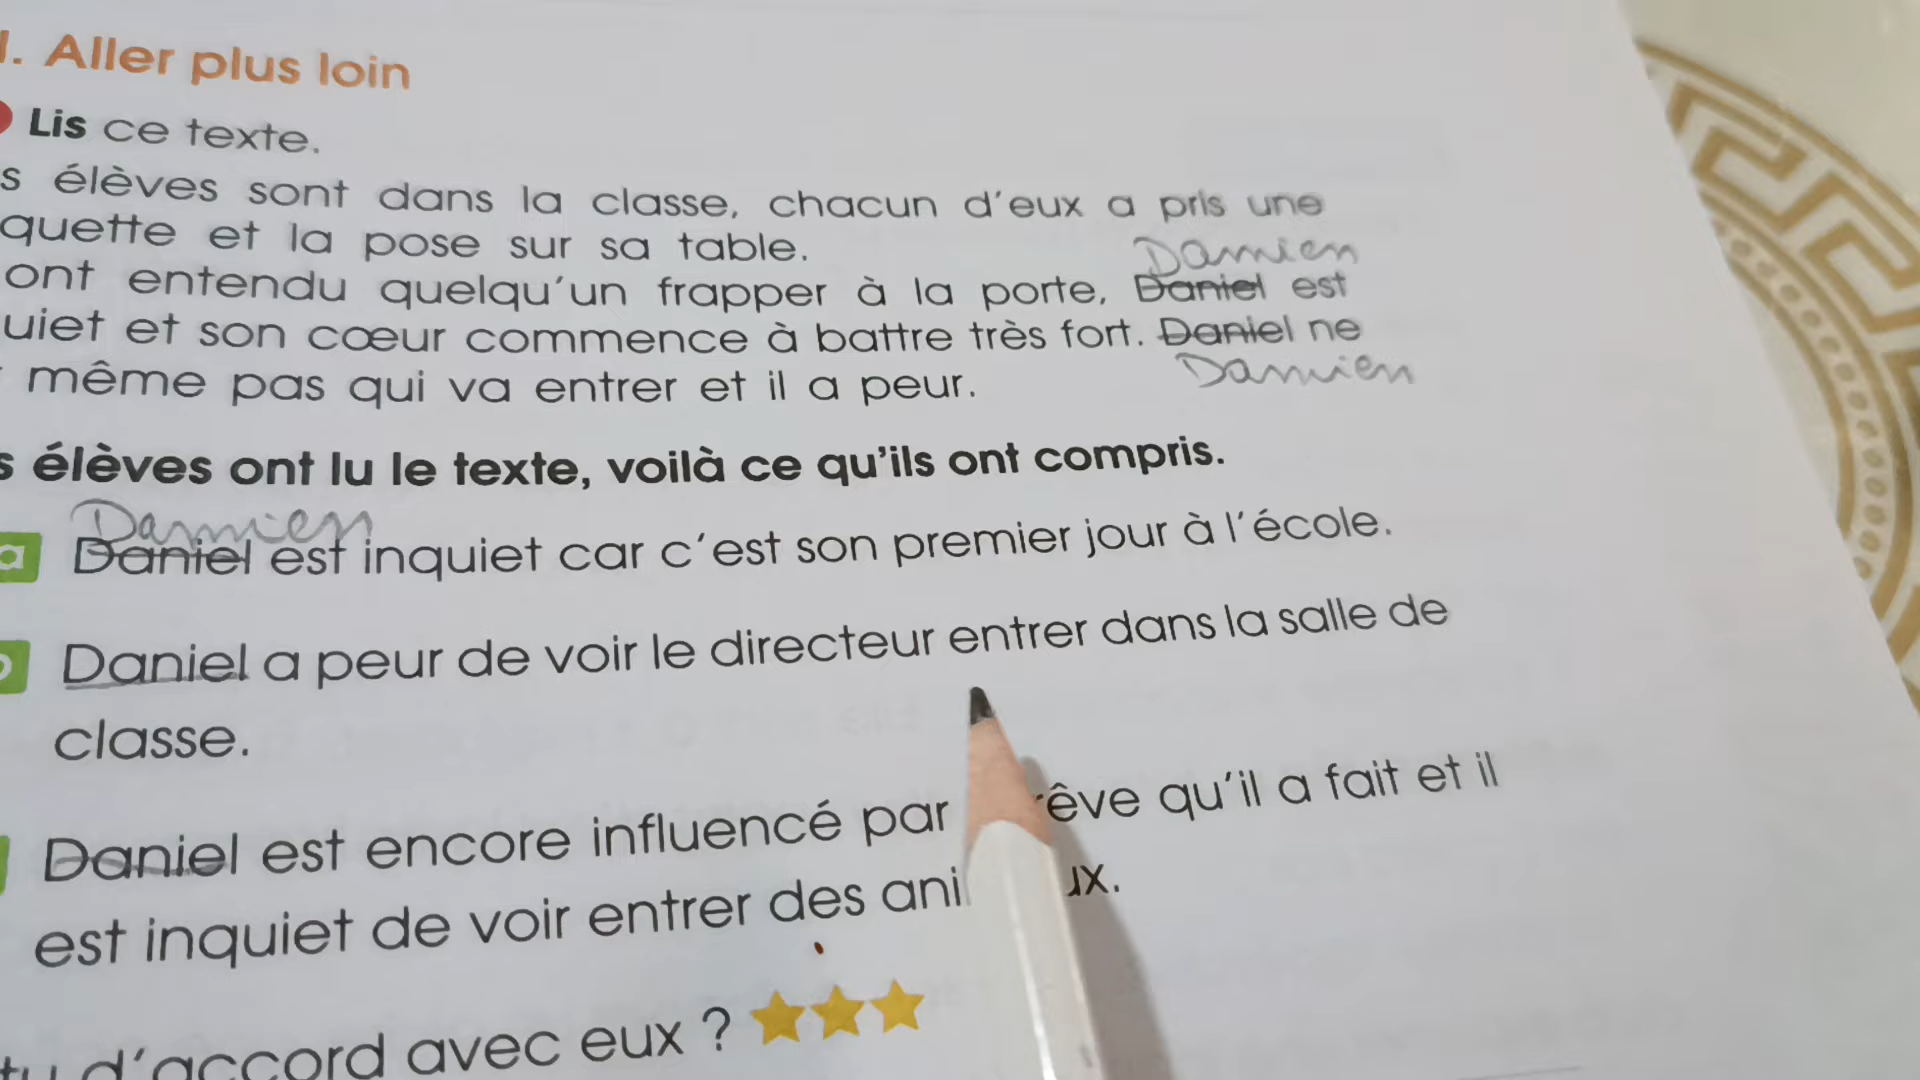 I. Aller plus loin
Lis ce texte.
s élèves sont dans la classe, chacun d'eux a pris une
quette et la pose sur sa table.
Damien
ont entendu quelqu'un frapper à la porte, Daniel est
uiet et son cœur commence à battre très fort. Daniel ne
Damien
même pas qui va entrer et il a peur.
s élèves ont lu le texte, voilà ce qu'ils ont compris.
Damien
a Daniel est inquiet car c'est son premier jour à l'école.
Daniel a peur de voir le directeur entrer dans la salle de
classe.
Daniel est encore influencé par rêve qu'il a fait et il
est inquiet de voir entrer des ani ux.
tu d'accord avec eux ?